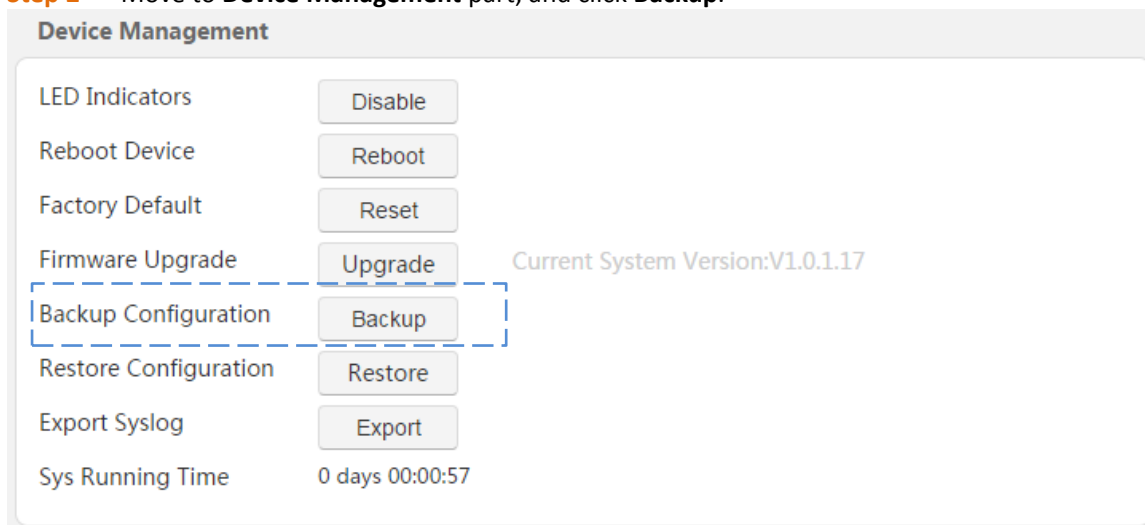 Step 2 Move to Device Management part, and click Backup.
Device Management
LED Indicators Disable
Reboot Device Reboot
Factory Default Reset
Firmware Upgrade Upgrade Current System Version:V1.0.1.17
Backup Configuration Backup
Restore Configuration Restore
Export Syslog Export
Sys Running Time 0 days 00:00:57